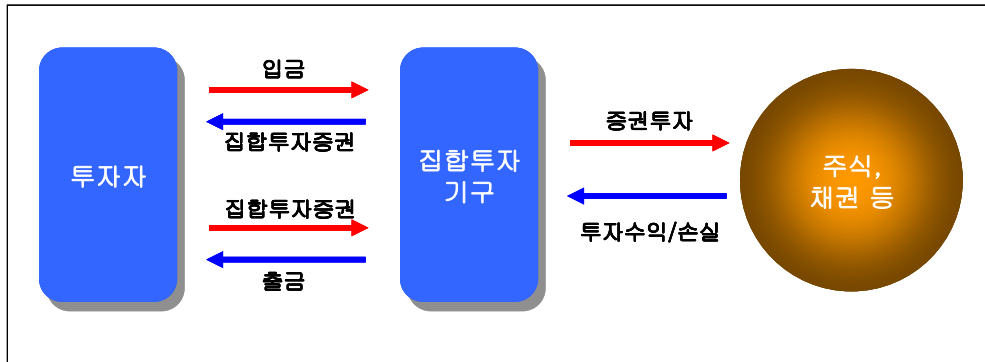 입금
집합투자증권
투자자
집합투자증권
출금
집합투자
기구
증권투자
투자수익/손실
주식,
채권 등